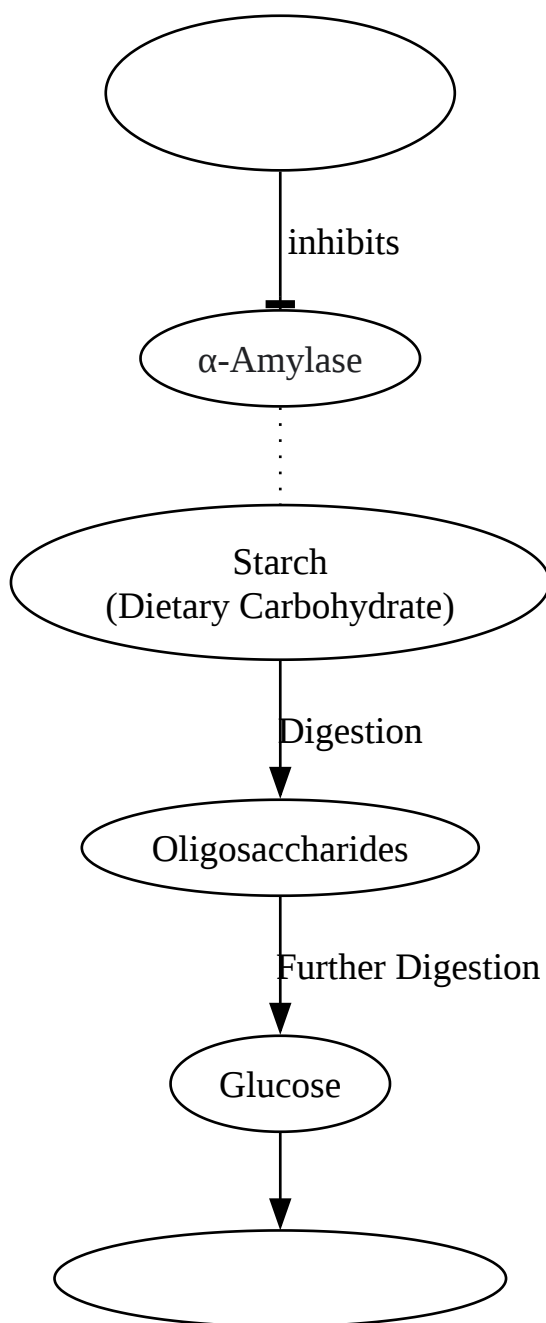 inhibits
α-Amylase
Starch
(Dietary Carbohydrate)
Digestion
Oligosaccharides
Further Digestion
Glucose